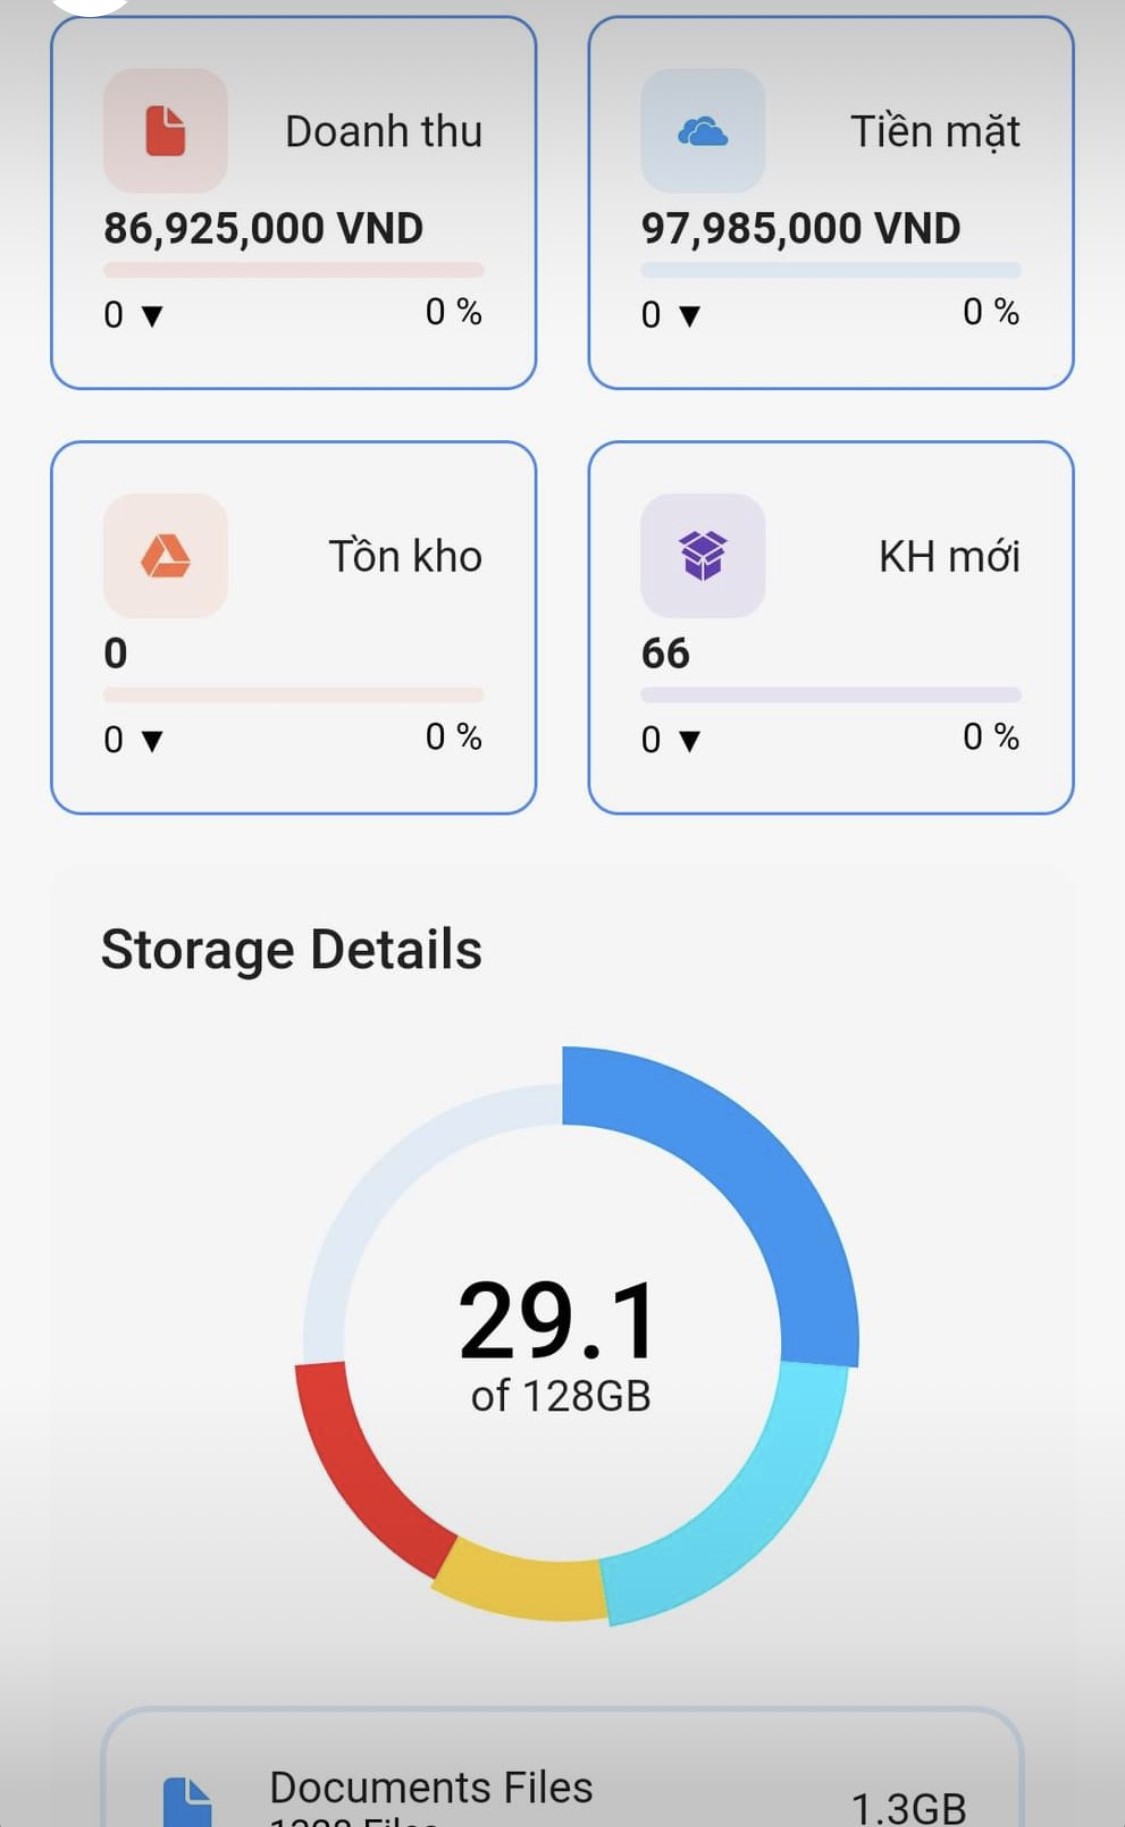 Doanh thu
86,925,000 VND
0 ▼ 0 %
Tiền mặt
97,985,000 VND
0 ▼ 0 %
Tồn kho
0
0 ▼ 0 %
KH mới
66
0 ▼ 0 %
Storage Details
29.1
of 128GB
Documents Files
1.3GB
Files